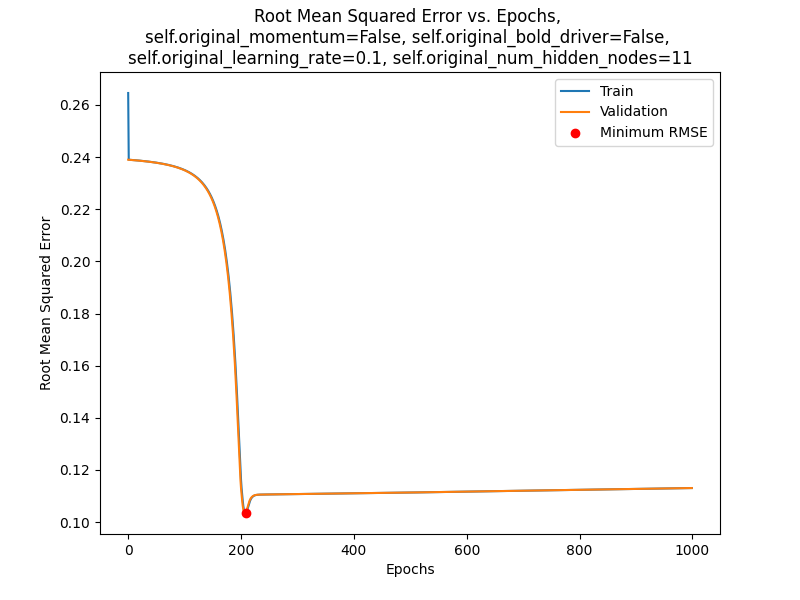 Root Mean Squared Error vs. Epochs,
self.original_momentum=False, self.original_bold_driver=False,
self.original_learning_rate=0.1, self.original_num_hidden_nodes=11
Train
Validation
Minimum RMSE
Root Mean Squared Error
0.26
0.24
0.22
0.20
0.18
0.16
0.14
0.12
0.10
0 200 400 600 800 1000
Epochs